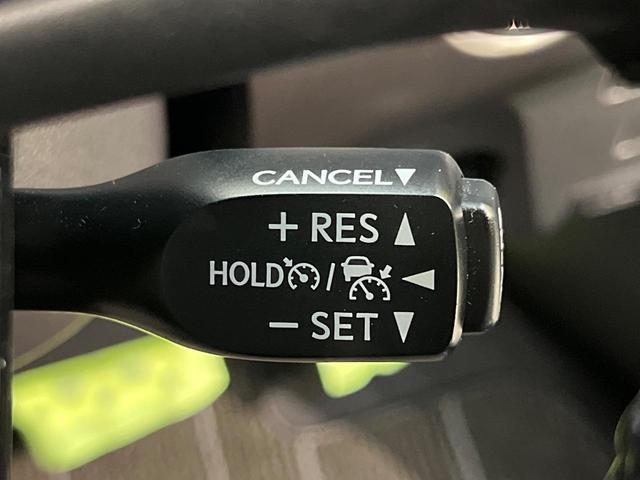 CANCEL▼
+ RES ▲
HOLD / ◀
− SET ▼